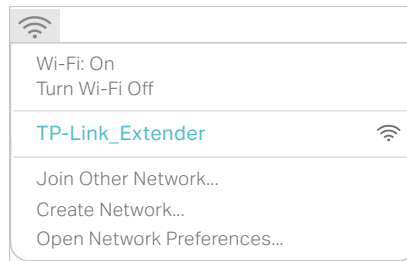 Wi-Fi: On
Turn Wi-Fi Off
TP-Link_Extender
Join Other Network...
Create Network...
Open Network Preferences...